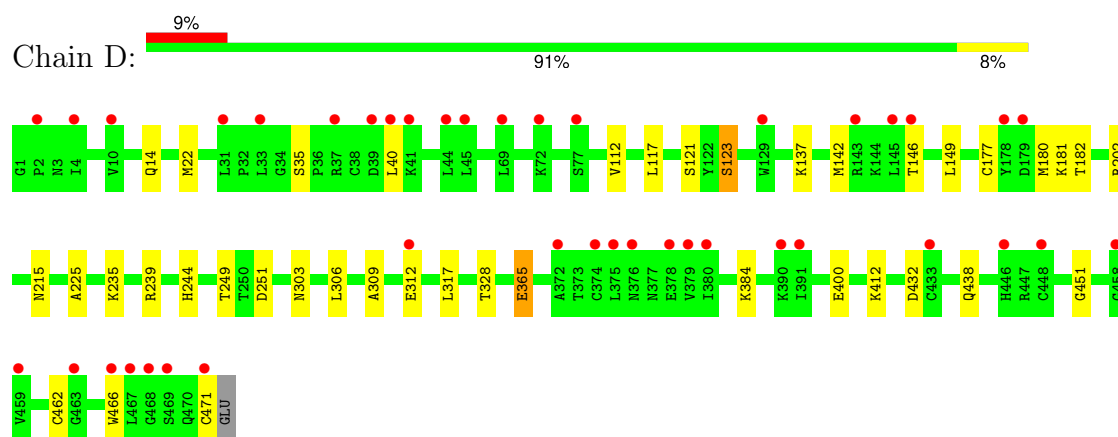 9%
Chain D:
91% 8%
G1 P2 N3 I4 V10 Q14 M22 L31 P32 L33 G34 S35 P36 R37 C38 D39 L40 K41 L44 L45 L69 K72 S77 V112 L117 S121 Y122 S123 W129 K137 M142 R143 K144 L145 T146 L149 C177 Y178 D179 M180 K181 T182
N215 A225 K235 R239 H244 T249 T250 D251 N303 L306 A309 E312 L317 T328 E365 A372 T373 C374 L375 N376 N377 E378 V379 I380 K384 K390 I391 E400 K412 D432 C433 Q438 H446 R447 C448 G451
V459 C462 G463 W466 L467 G468 S469 Q470 C471 GLU